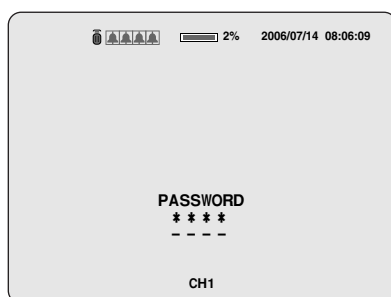 2% 2006/07/14 08:06:09
PASSWORD
* * * *
– – – –
CH1